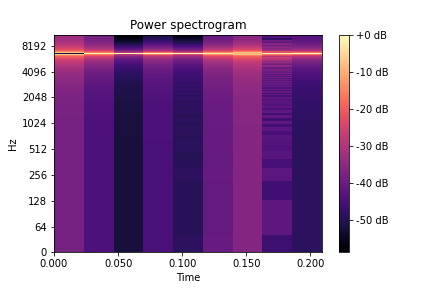 Power spectrogram
8192
4096
2048
1024
512
256
128
64
0
Hz
0.000 0.050 0.100 0.150 0.200
Time
+0 dB
-10 dB
-20 dB
-30 dB
-40 dB
-50 dB